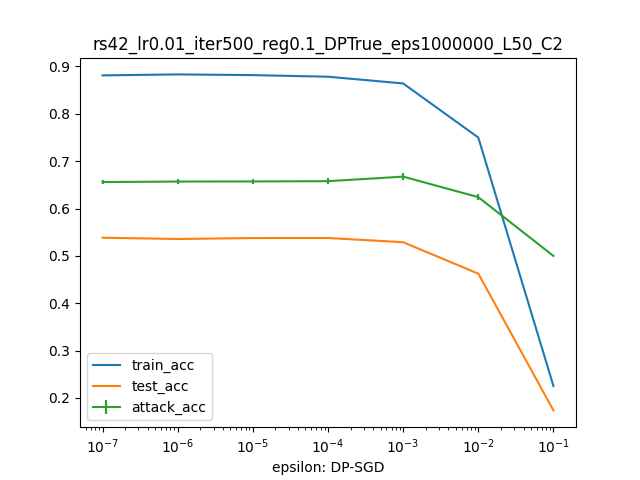 rs42_lr0.01_iter500_reg0.1_DPTrue_eps1000000_L50_C2
0.9
0.8
0.7
0.6
0.5
0.4
0.3
0.2
train_acc
test_acc
attack_acc
10⁻⁷ 10⁻⁶ 10⁻⁵ 10⁻⁴ 10⁻³ 10⁻² 10⁻¹
epsilon: DP-SGD